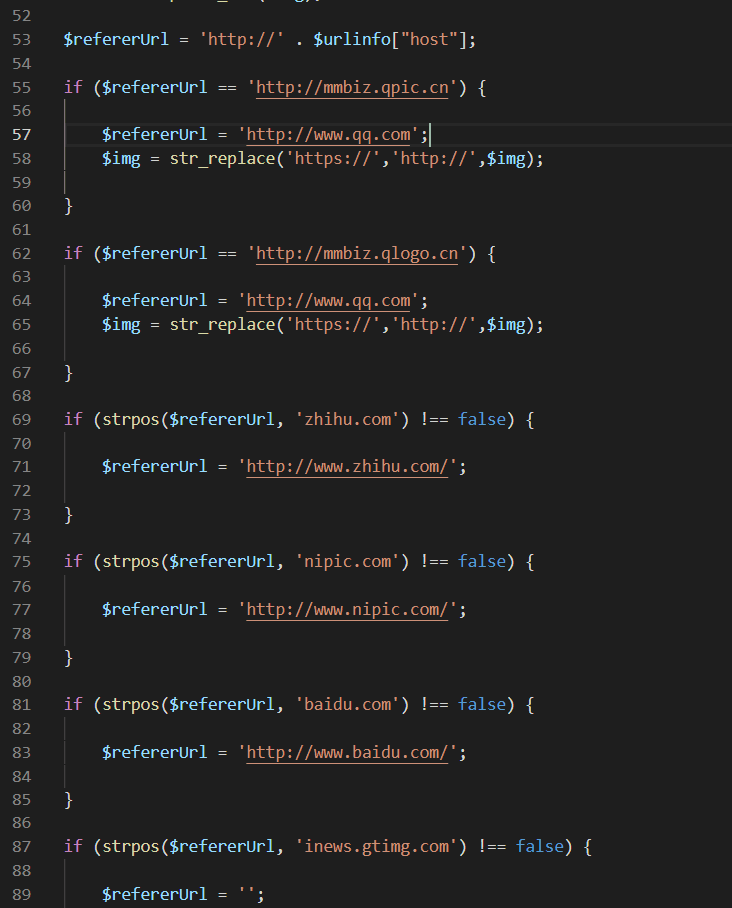 52
53 $refererUrl = 'http://' . $urlinfo["host"];
54
55 if ($refererUrl == 'http://mmbiz.qpic.cn') {
56
57 $refererUrl = 'http://www.qq.com';
58 $img = str_replace('https://','http://',$img);
59
60 }
61
62 if ($refererUrl == 'http://mmbiz.qlogo.cn') {
63
64 $refererUrl = 'http://www.qq.com';
65 $img = str_replace('https://','http://',$img);
66
67 }
68
69 if (strpos($refererUrl, 'zhihu.com') !== false) {
70
71 $refererUrl = 'http://www.zhihu.com/';
72
73 }
74
75 if (strpos($refererUrl, 'nipic.com') !== false) {
76
77 $refererUrl = 'http://www.nipic.com/';
78
79 }
80
81 if (strpos($refererUrl, 'baidu.com') !== false) {
82
83 $refererUrl = 'http://www.baidu.com/';
84
85 }
86
87 if (strpos($refererUrl, 'inews.gtimg.com') !== false) {
88
89 $refererUrl = '';